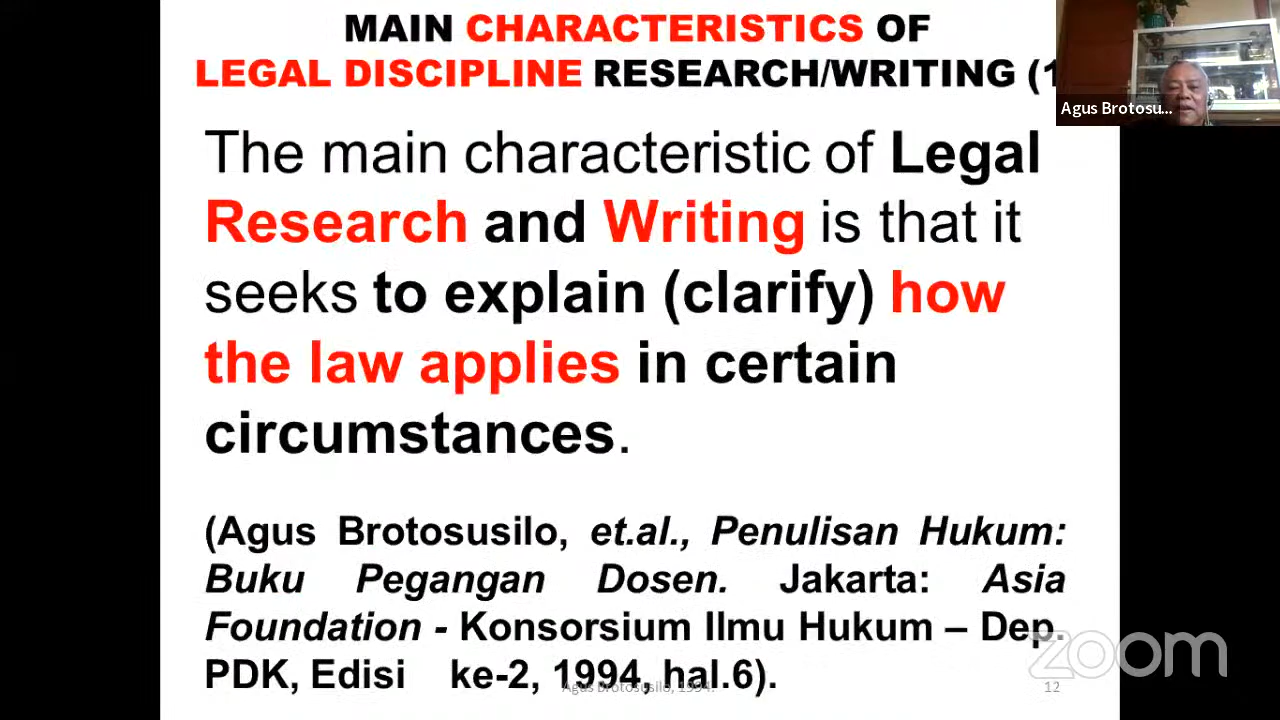 MAIN CHARACTERISTICS OF
LEGAL DISCIPLINE RESEARCH/WRITING (1
Agus Brotosu...
The main characteristic of Legal
Research and Writing is that it
seeks to explain (clarify) how
the law applies in certain
circumstances.
(Agus Brotosusilo, et.al., Penulisan Hukum:
Buku Pegangan Dosen. Jakarta: Asia
Foundation - Konsorsium Ilmu Hukum – Dep.
PDK, Edisi ke-2, 1994, hal.6).
Agus Brotosusilo, 1994.
12
zoom